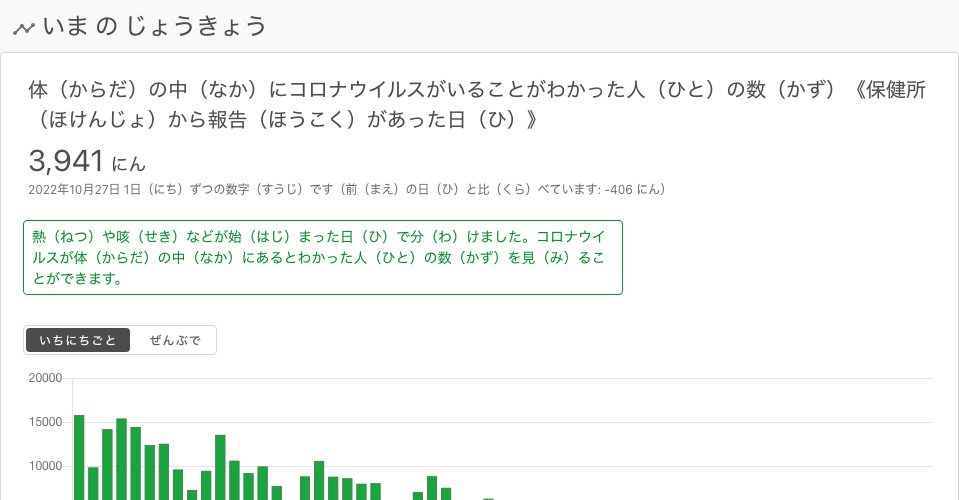 いま の じょうきょう
体（からだ）の中（なか）にコロナウイルスがいることがわかった人（ひと）の数（かず）《保健所
（ほけんじょ）から報告（ほうこく）があった日（ひ）》
3,941 にん
2022年10月27日 1日（にち）ずつの数字（すうじ）です（前（まえ）の日（ひ）と比（くら）べています: -406 にん）
熱（ねつ）や咳（せき）などが始（はじ）まった日（ひ）で分（わ）けました。コロナウイ
ルスが体（からだ）の中（なか）にあるとわかった人（ひと）の数（かず）を見（み）るこ
とができます。
いちにちごと ぜんぶで
20000
15000
10000